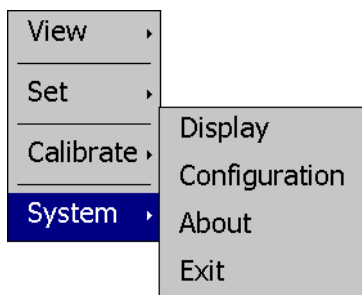 View
Set
Calibrate
System
Display
Configuration
About
Exit